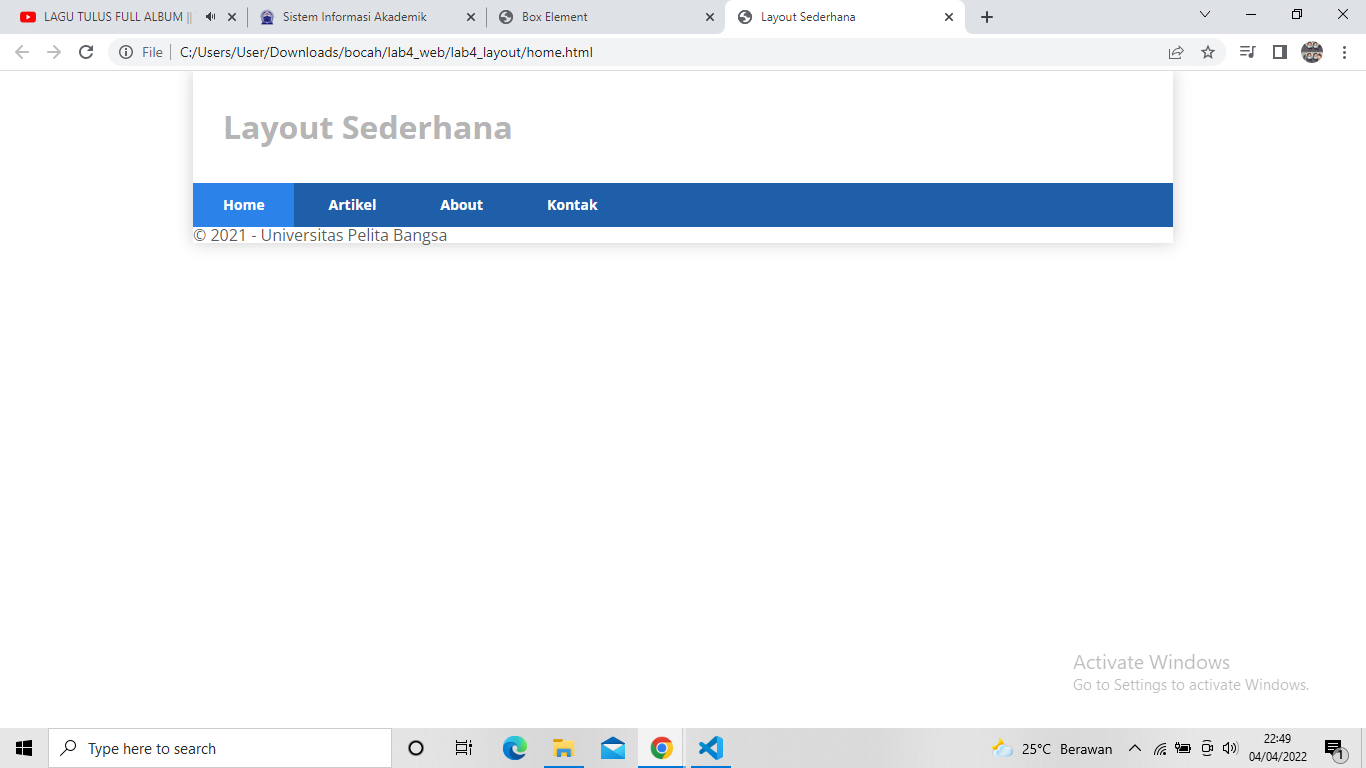 LAGU TULUS FULL ALBUM ||
Sistem Informasi Akademik
Box Element
Layout Sederhana
File
C:/Users/User/Downloads/bocah/lab4_web/lab4_layout/home.html
Layout Sederhana
Home Artikel About Kontak
© 2021 - Universitas Pelita Bangsa
Activate Windows
Go to Settings to activate Windows.
Type here to search
25°C Berawan
22:49
04/04/2022
1